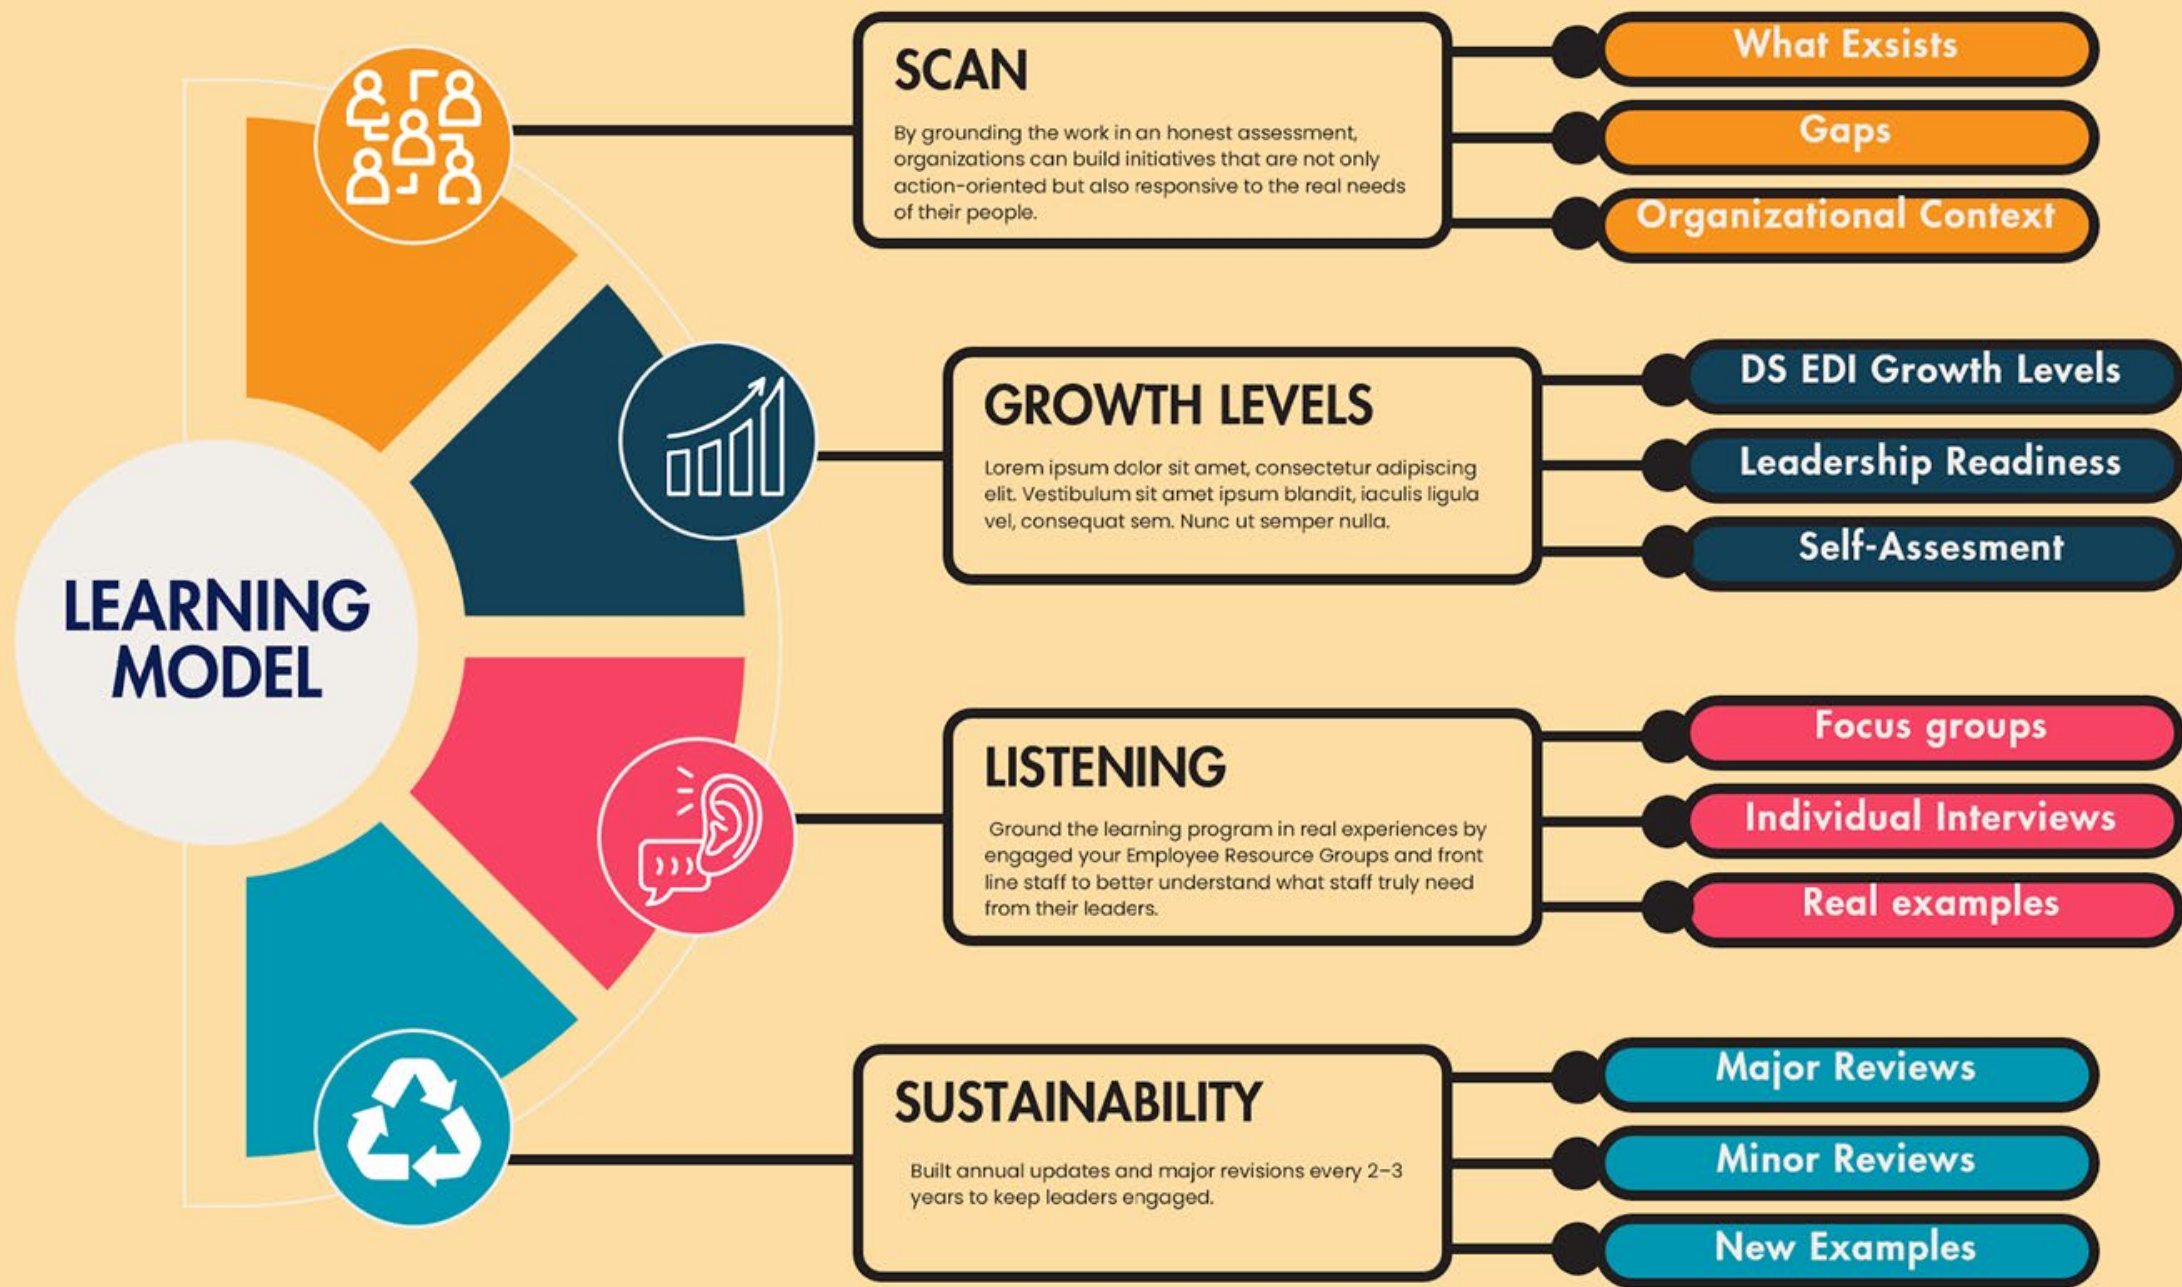 LEARNING
MODEL
SCAN
By grounding the work in an honest assessment,
organizations can build initiatives that are not only
action-oriented but also responsive to the real needs
of their people.
What Exsists
Gaps
Organizational Context
GROWTH LEVELS
Lorem ipsum dolor sit amet, consectetur adipiscing
elit. Vestibulum sit amet ipsum blandit, iaculis ligula
vel, consequat sem. Nunc ut semper nulla.
DS EDI Growth Levels
Leadership Readiness
Self-Assesment
LISTENING
Ground the learning program in real experiences by
engaged your Employee Resource Groups and front
line staff to better understand what staff truly need
from their leaders.
Focus groups
Individual Interviews
Real examples
SUSTAINABILITY
Built annual updates and major revisions every 2-3
years to keep leaders engaged.
Major Reviews
Minor Reviews
New Examples